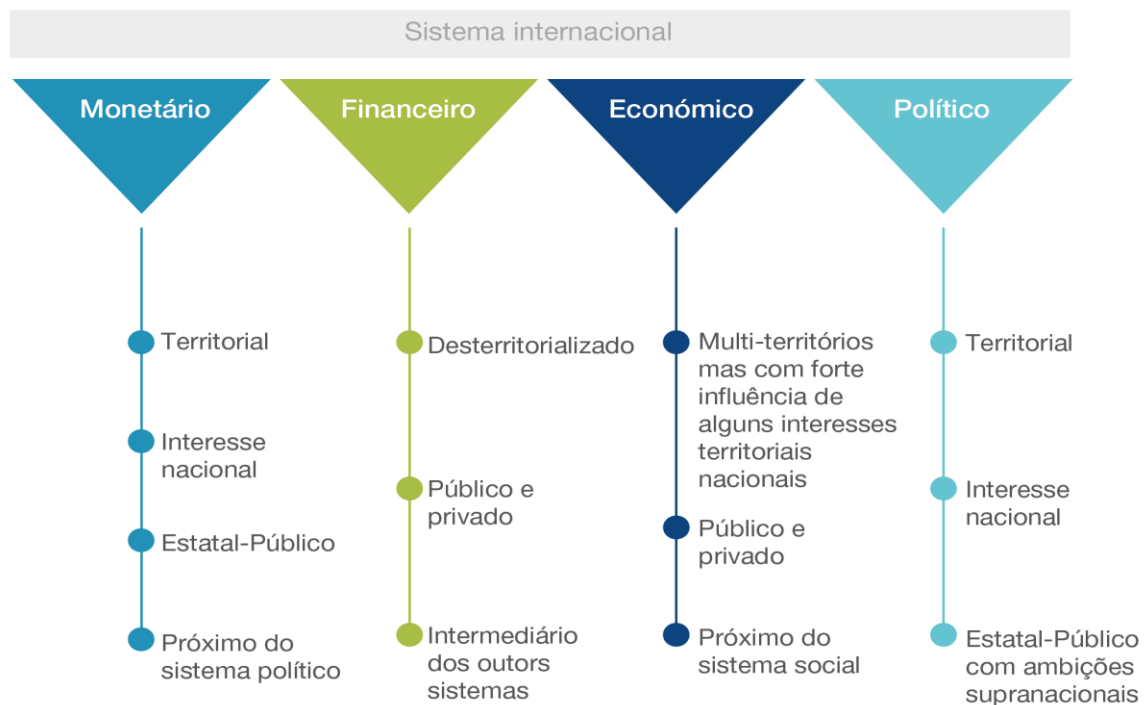 Sistema internacional
Monetário
Financeiro
Económico
Político
Territorial
Interesse
nacional
Estatal-Público
Próximo do
sistema político
Desterritorializado
Público e
privado
Intermediário
dos outors
sistemas
Multi-territórios
mas com forte
influência de
alguns interesses
territoriais
nacionais
Público e
privado
Próximo do
sistema social
Territorial
Interesse
nacional
Estatal-Público
com ambições
supranacionais